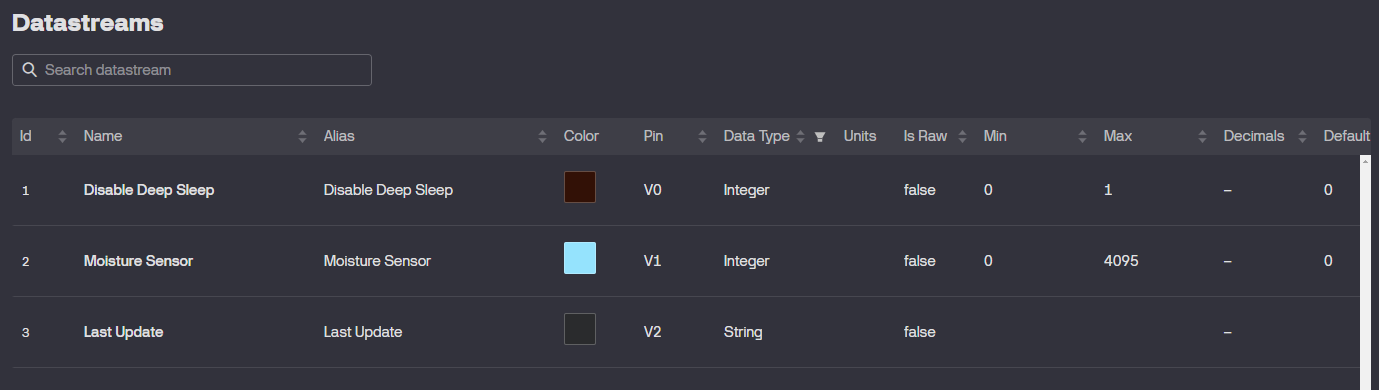 Datastreams
Search datastream
Id Name Alias Color Pin Data Type Units Is Raw Min Max Decimals Default
1 Disable Deep Sleep Disable Deep Sleep V0 Integer false 0 1 – 0
2 Moisture Sensor Moisture Sensor V1 Integer false 0 4095 – 0
3 Last Update Last Update V2 String false –